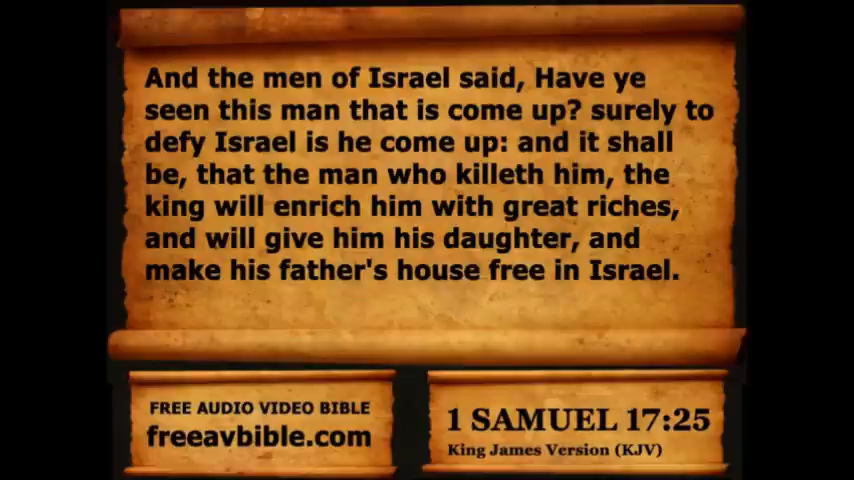 And the men of Israel said, Have ye
seen this man that is come up? surely to
defy Israel is he come up: and it shall
be, that the man who killeth him, the
king will enrich him with great riches,
and will give him his daughter, and
make his father's house free in Israel.
FREE AUDIO VIDEO BIBLE
freeavbible.com
1 SAMUEL 17:25
King James Version (KJV)